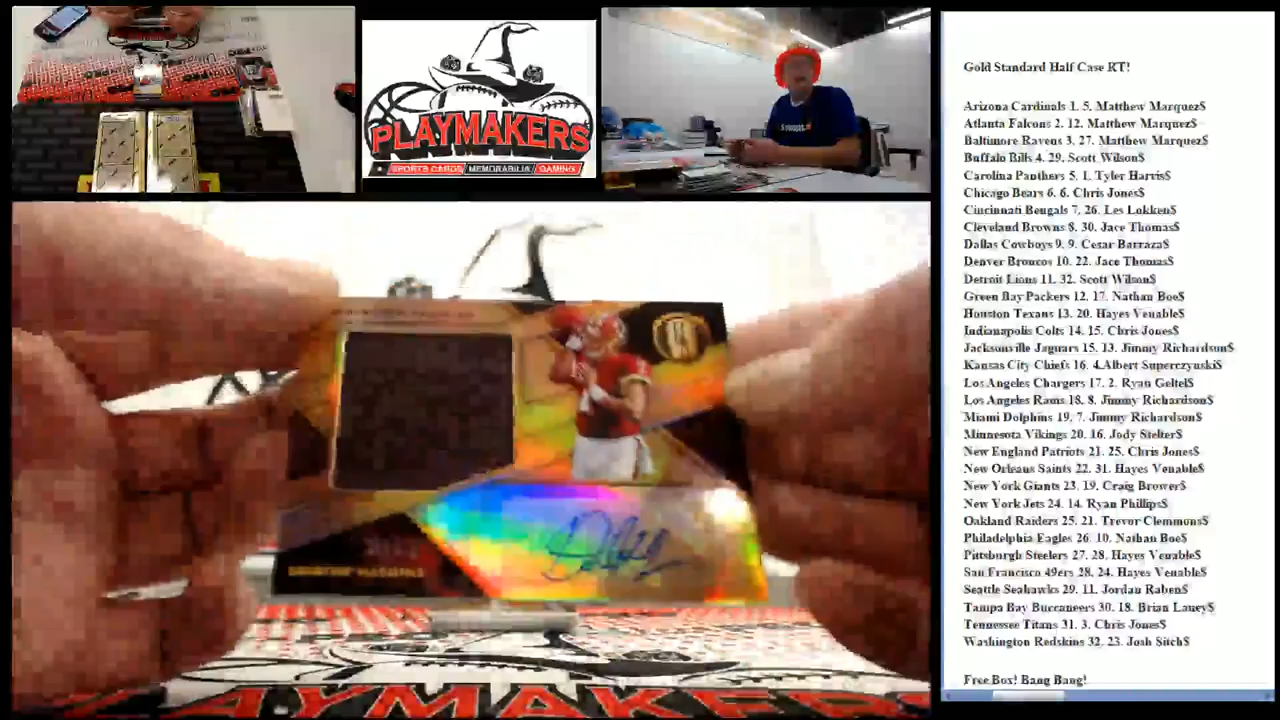 PLAYMAKERS
SPORTS CARDS MEMORABILIA GAMING
Gold Standard Half Case RT!
Arizona Cardinals 1. 5. Matthew Marquez$
Atlanta Falcons 2. 12. Matthew Marquez$
Baltimore Ravens 3. 27. Matthew Marquez$
Buffalo Bills 4. 29. Scott Wilson$
Carolina Panthers 5. 1. Tyler Harris$
Chicago Bears 6. 6. Chris Jones$
Cincinnati Bengals 7. 26. Les Lokken$
Cleveland Browns 8. 30. Jace Thomas$
Dallas Cowboys 9. 9. Cesar Barraza$
Denver Broncos 10. 22. Jace Thomas$
Detroit Lions 11. 32. Scott Wilson$
Green Bay Packers 12. 17. Nathan Boe$
Houston Texans 13. 20. Hayes Venable$
Indianapolis Colts 14. 15. Chris Jones$
Jacksonville Jaguars 15. 13. Jimmy Richardson$
Kansas City Chiefs 16. 4.Albert Superczynski$
Los Angeles Chargers 17. 2. Ryan Geltel$
Los Angeles Rams 18. 8. Jimmy Richardson$
Miami Dolphins 19. 7. Jimmy Richardson$
Minnesota Vikings 20. 16. Jody Stelter$
New England Patriots 21. 25. Chris Jones$
New Orleans Saints 22. 31. Hayes Venable$
New York Giants 23. 19. Craig Brower$
New York Jets 24. 14. Ryan Phillips$
Oakland Raiders 25. 21. Trevor Clemmons$
Philadelphia Eagles 26. 10. Nathan Boe$
Pittsburgh Steelers 27. 28. Hayes Venable$
San Francisco 49ers 28. 24. Hayes Venable$
Seattle Seahawks 29. 11. Jordan Raben$
Tampa Bay Buccaneers 30. 18. Brian Laney$
Tennessee Titans 31. 3. Chris Jones$
Washington Redskins 32. 23. Josh Sitch$
Free Box! Bang Bang!
PLAYMAKERS